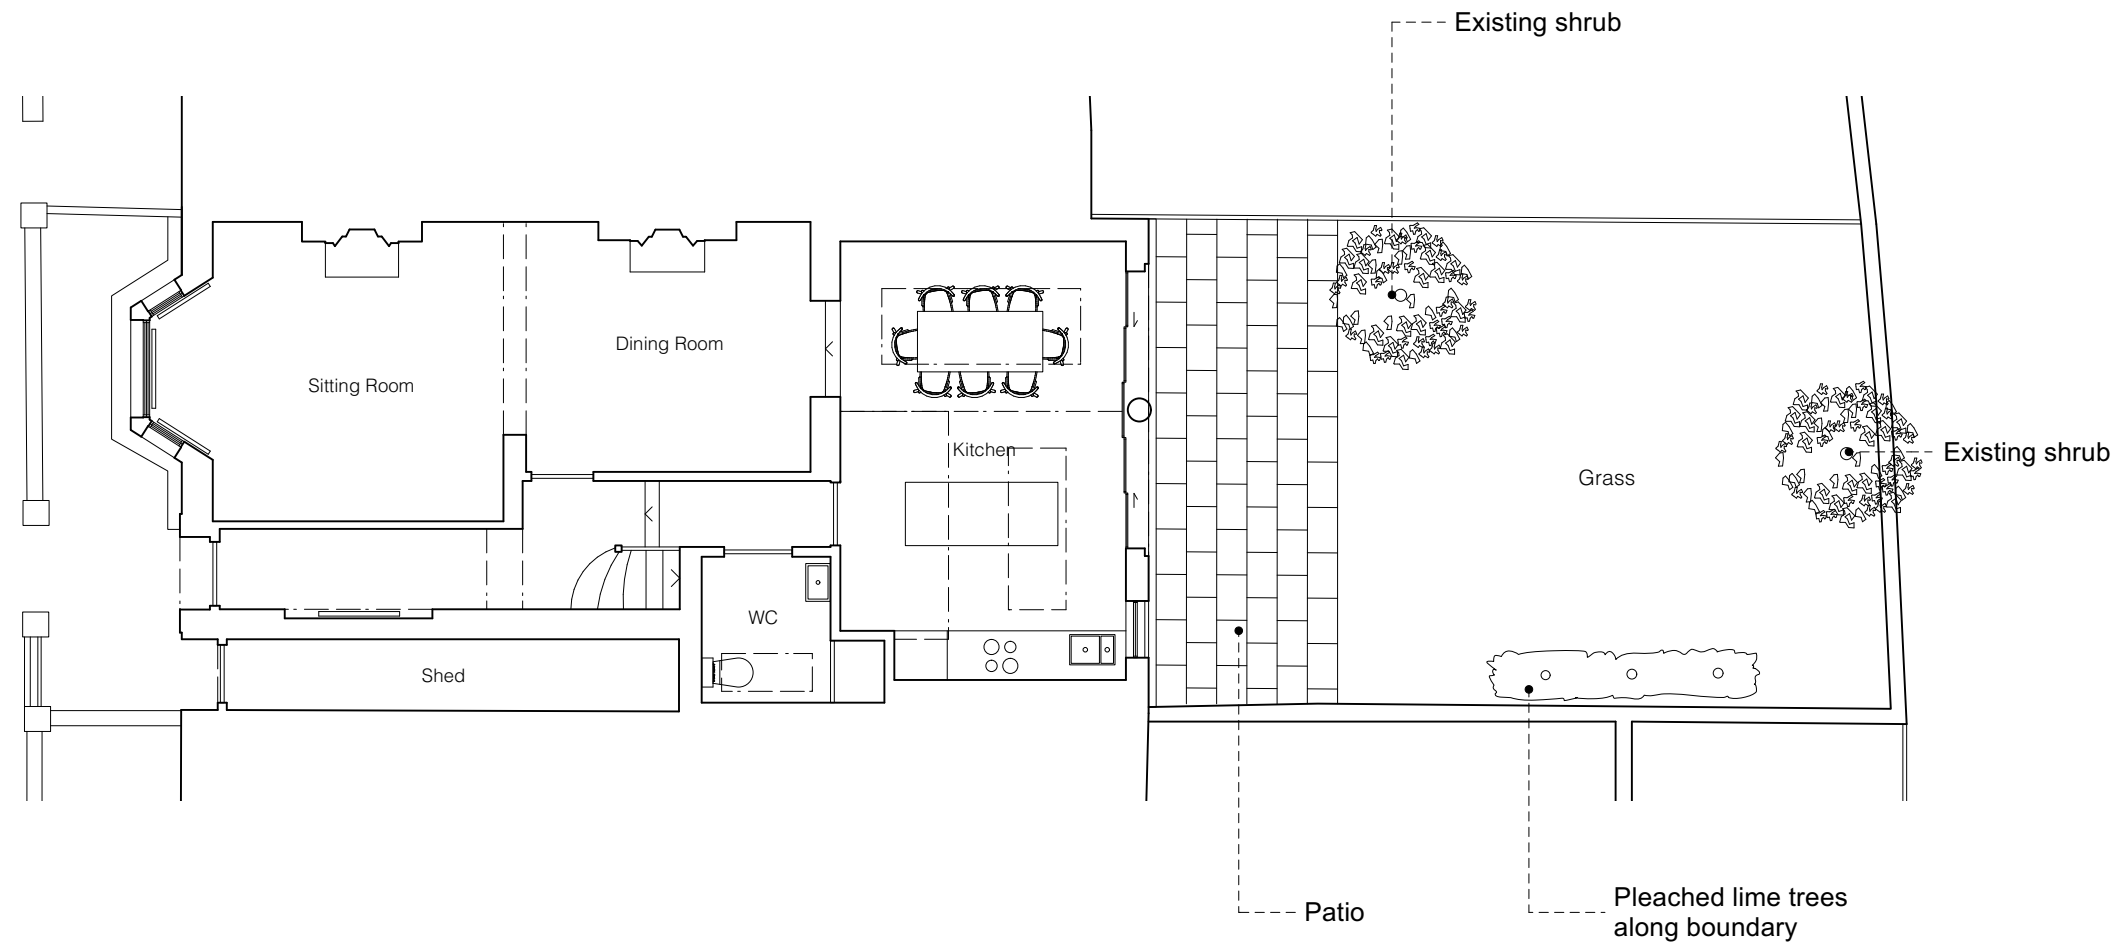 Existing shrub
Dining Room
Sitting Room
Kitchen
Existing shrub
Grass
WC
Shed
Patio
Pleached lime trees
along boundary